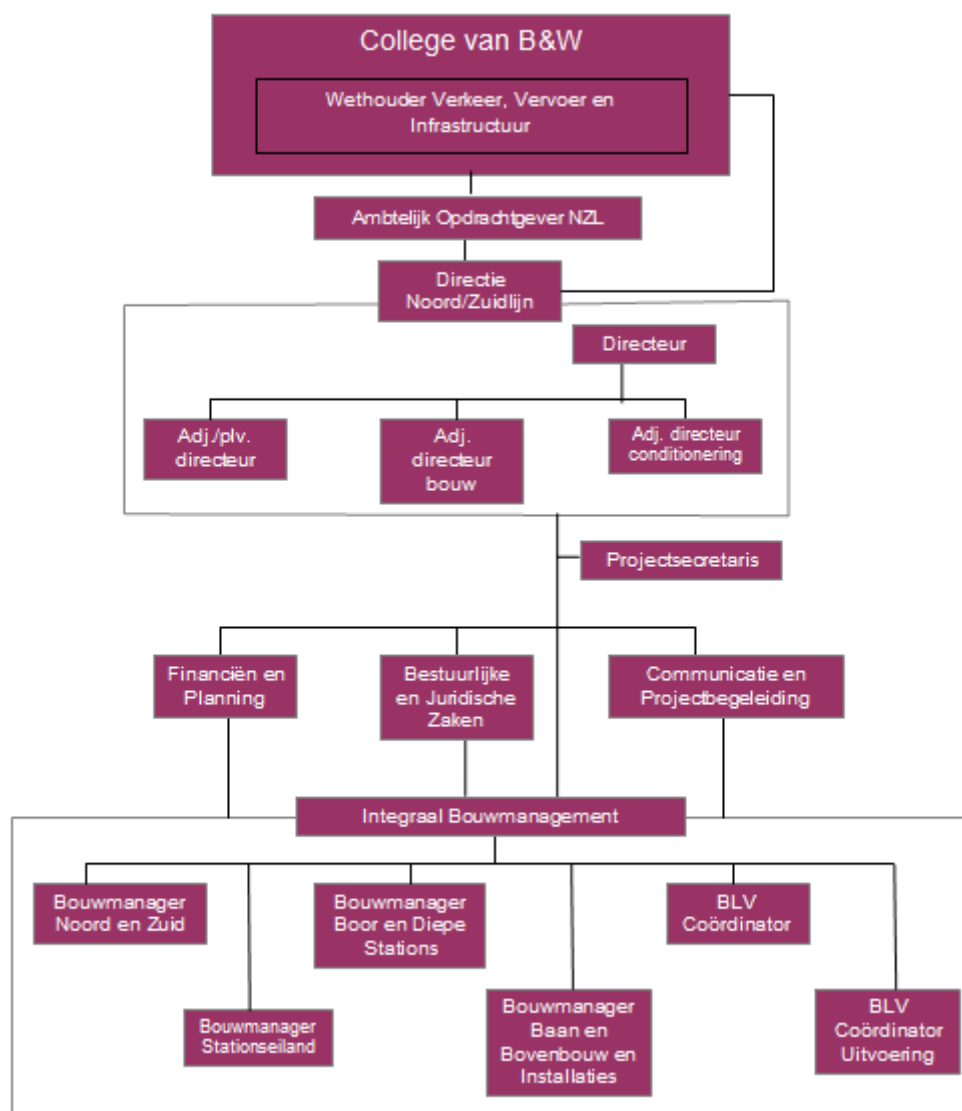 College van B&W
Wethouder Verkeer, Vervoer en
Infrastructuur
Ambtelijk Opdrachtgever NZL
Directie
Noord/Zuidlijn
Directeur
Adj./plv.
directeur
Adj.
directeur
bouw
Adj. directeur
conditionering
Projectsecretaris
Financiën en
Planning
Bestuurlijke
en Juridische
Zaken
Communicatie en
Projectbegeleiding
Integraal Bouwmanagement
Bouwmanager
Noord en Zuid
Bouwmanager
Boor en Diepe
Stations
BLV
Coördinator
Bouwmanager
Stationseiland
Bouwmanager
Baan en
Bovenbouw en
Installaties
BLV
Coördinator
Uitvoering